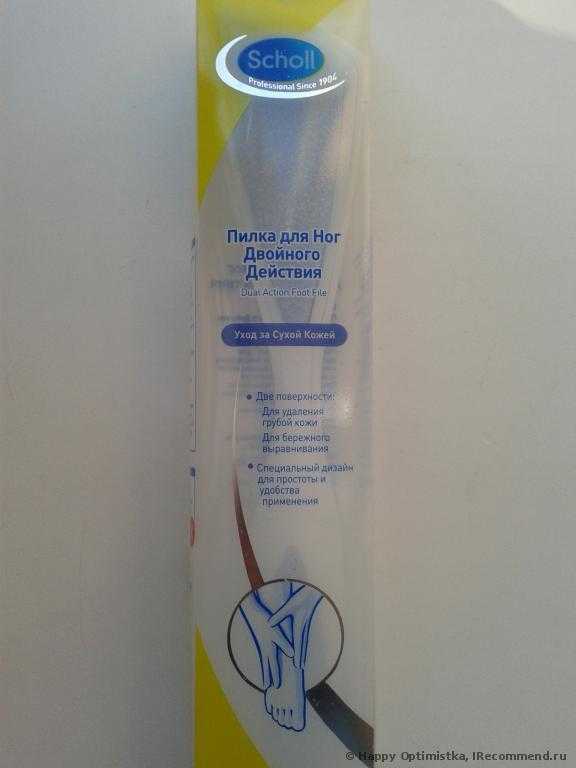 Scholl
Professional Since 1904
Пилка для Ног
Двойного
Действия
Dual Action Foot File
Уход за Сухой Кожей
• Две поверхности:
Для удаления
грубой кожи
Для бережного
выравнивания
• Специальный дизайн
для простоты и
удобства
применения
© Happy Optimistka, IRecommend.ru